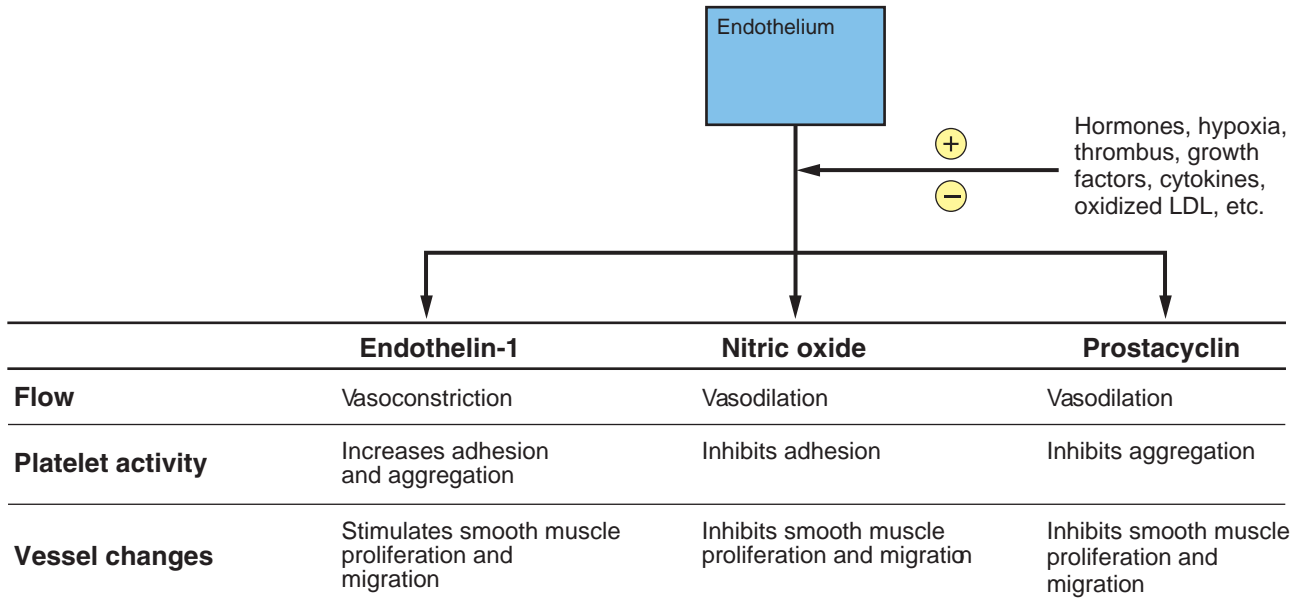 Endothelium
+
Hormones, hypoxia,
thrombus, growth
factors, cytokines,
oxidized LDL, etc.
−
Endothelin-1 Nitric oxide Prostacyclin
Flow Vasoconstriction Vasodilation Vasodilation
Platelet activity
Increases adhesion
and aggregation
Inhibits adhesion
Inhibits aggregation
Vessel changes
Stimulates smooth muscle
proliferation and
migration
Inhibits smooth muscle
proliferation and migration
Inhibits smooth muscle
proliferation and
migration